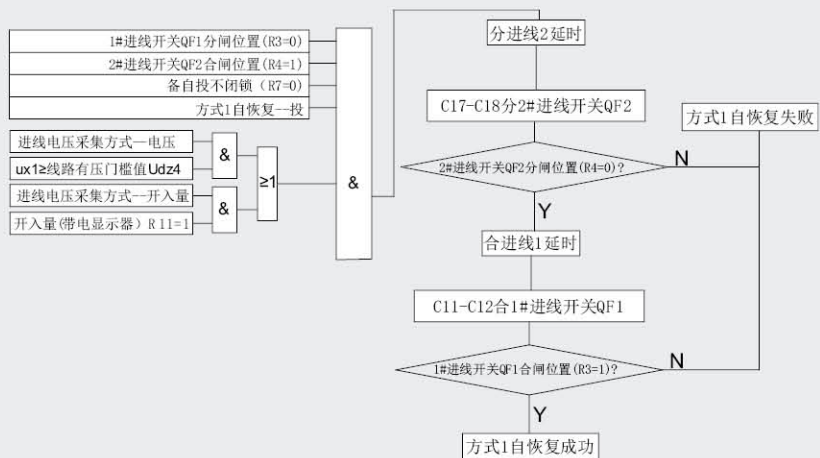 1#进线开关QF1分闸位置(R3=0)
2#进线开关QF2合闸位置(R4=1)
备自投不闭锁(R7=0)
方式1自恢复--投
进线电压采集方式—电压
ux1≥线路有压门槛值Udz4
进线电压采集方式--开入量
开入量(带电显示器) R11=1
&
&
≥1
&
分进线2延时
C17-C18分2#进线开关QF2
2#进线开关QF2分闸位置(R4=0)?
N
Y
方式1自恢复失败
合进线1延时
C11-C12合1#进线开关QF1
1#进线开关QF1合闸位置(R3=1)?
N
Y
方式1自恢复成功